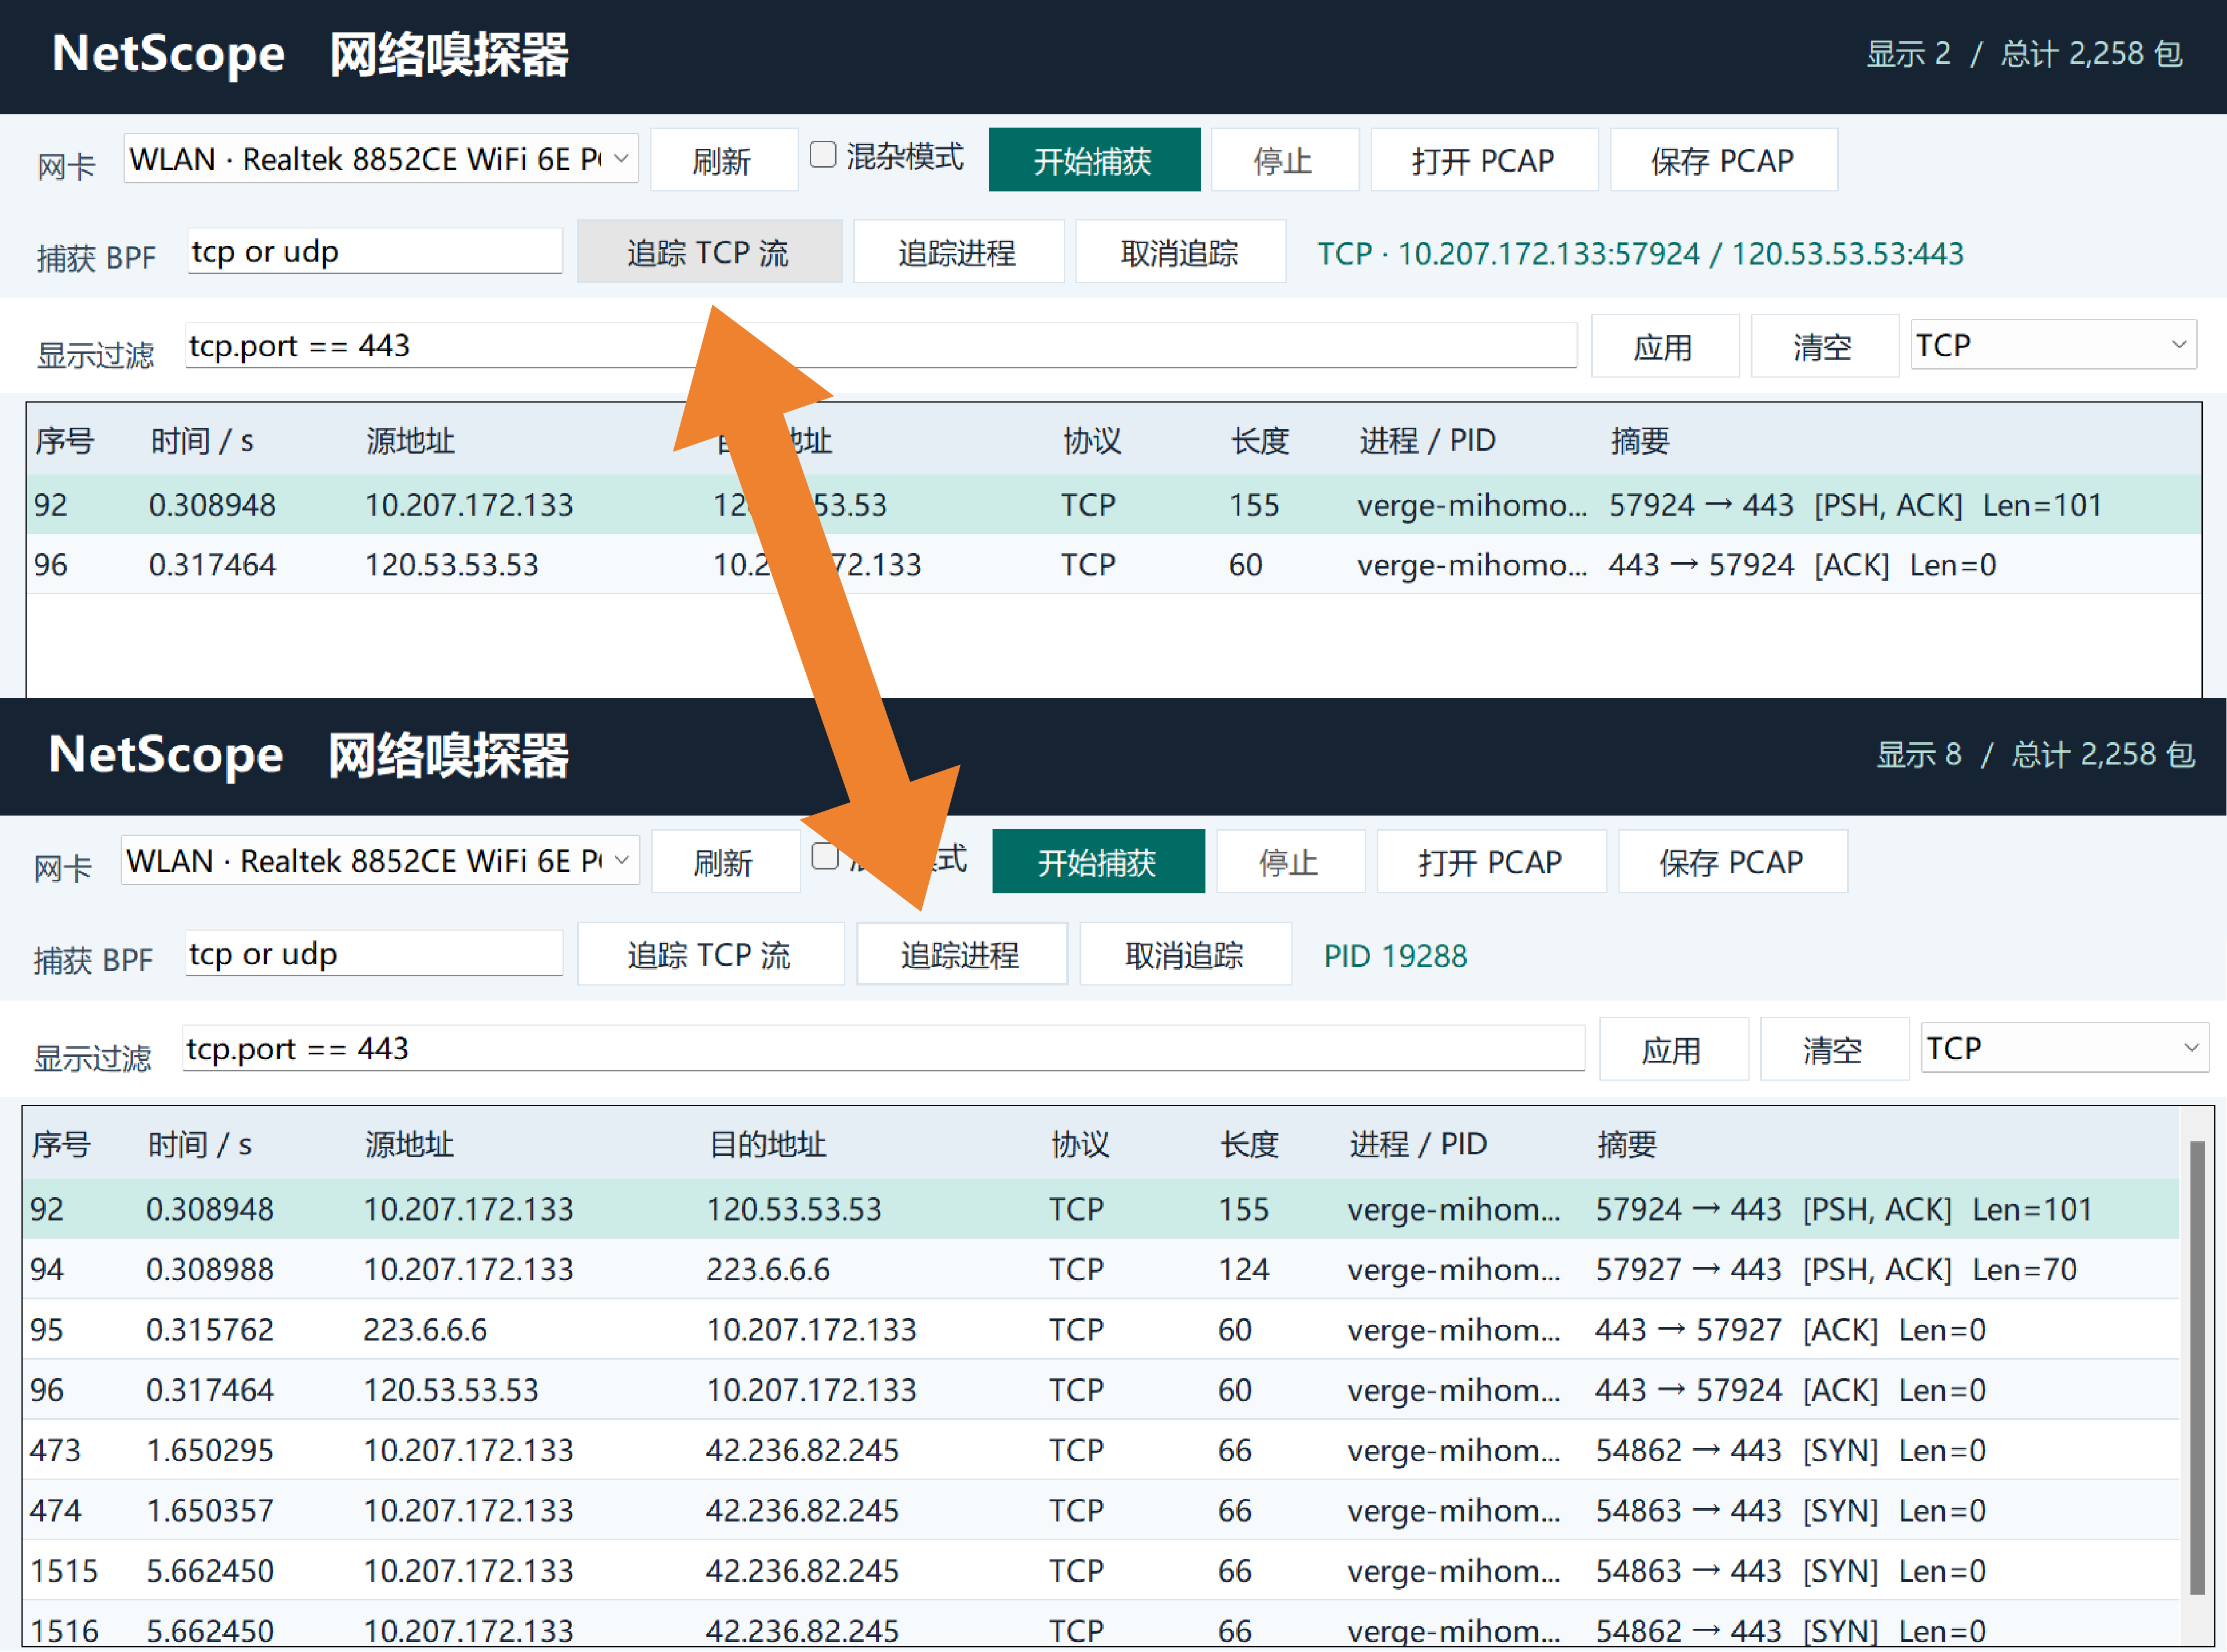 NetScope 网络嗅探器 显示 2 / 总计 2,258 包
网卡 WLAN · Realtek 8852CE WiFi 6E P 刷新 混杂模式 开始捕获 停止 打开 PCAP 保存 PCAP
捕获 BPF tcp or udp 追踪 TCP 流 追踪进程 取消追踪 TCP · 10.207.172.133:57924 / 120.53.53.53:443
显示过滤 tcp.port == 443 应用 清空 TCP
序号 时间 / s 源地址 地址 协议 长度 进程 / PID 摘要
92 0.308948 10.207.172.133 53.53 TCP 155 verge-mihomo... 57924 → 443 [PSH, ACK] Len=101
96 0.317464 120.53.53.53 10.2 72.133 TCP 60 verge-mihomo... 443 → 57924 [ACK] Len=0
NetScope 网络嗅探器 显示 8 / 总计 2,258 包
网卡 WLAN · Realtek 8852CE WiFi 6E P 刷新 式 开始捕获 停止 打开 PCAP 保存 PCAP
捕获 BPF tcp or udp 追踪 TCP 流 追踪进程 取消追踪 PID 19288
显示过滤 tcp.port == 443 应用 清空 TCP
序号 时间 / s 源地址 目的地址 协议 长度 进程 / PID 摘要
92 0.308948 10.207.172.133 120.53.53.53 TCP 155 verge-mihom... 57924 → 443 [PSH, ACK] Len=101
94 0.308988 10.207.172.133 223.6.6.6 TCP 124 verge-mihom... 57927 → 443 [PSH, ACK] Len=70
95 0.315762 223.6.6.6 10.207.172.133 TCP 60 verge-mihom... 443 → 57927 [ACK] Len=0
96 0.317464 120.53.53.53 10.207.172.133 TCP 60 verge-mihom... 443 → 57924 [ACK] Len=0
473 1.650295 10.207.172.133 42.236.82.245 TCP 66 verge-mihom... 54862 → 443 [SYN] Len=0
474 1.650357 10.207.172.133 42.236.82.245 TCP 66 verge-mihom... 54863 → 443 [SYN] Len=0
1515 5.662450 10.207.172.133 42.236.82.245 TCP 66 verge-mihom... 54863 → 443 [SYN] Len=0
1516 5.662450 10.207.172.133 42.236.82.245 TCP 66 verge-mihom... 54862 → 443 [SYN] Len=0